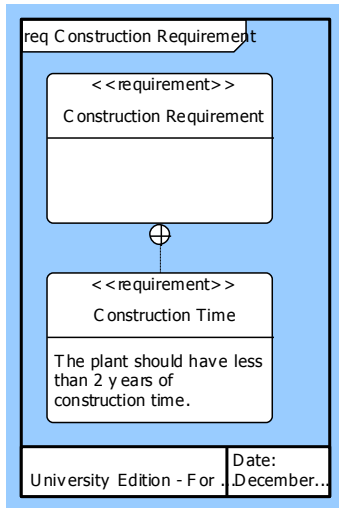 req Construction Requirement
<<requirement>>
Construction Requirement
<<requirement>>
Construction Time
The plant should have less
than 2 years of
construction time.
Date:
University Edition - For ...
December...